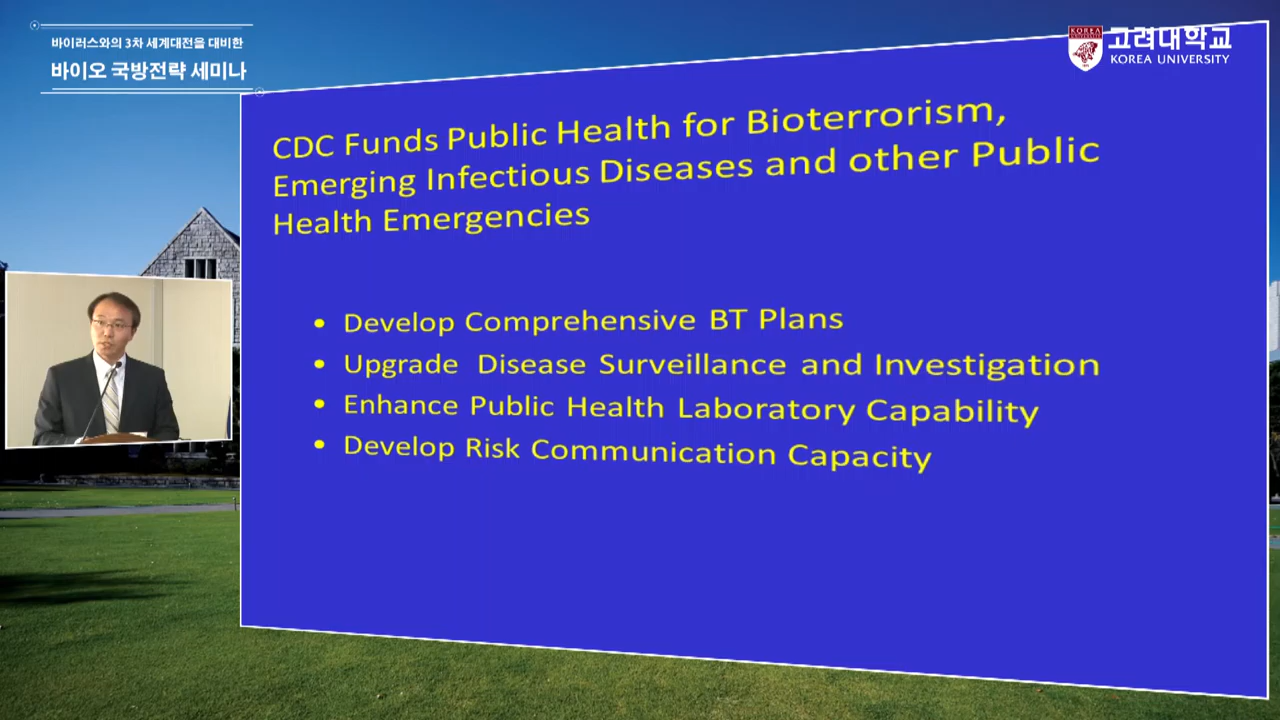 바이러스와의 3차 세계대전을 대비한
바이오 국방전략 세미나
KOREA
고려대학교
KOREA UNIVERSITY
CDC Funds Public Health for Bioterrorism,
Emerging Infectious Diseases and other Public
Health Emergencies
• Develop Comprehensive BT Plans
• Upgrade Disease Surveillance and Investigation
• Enhance Public Health Laboratory Capability
• Develop Risk Communication Capacity